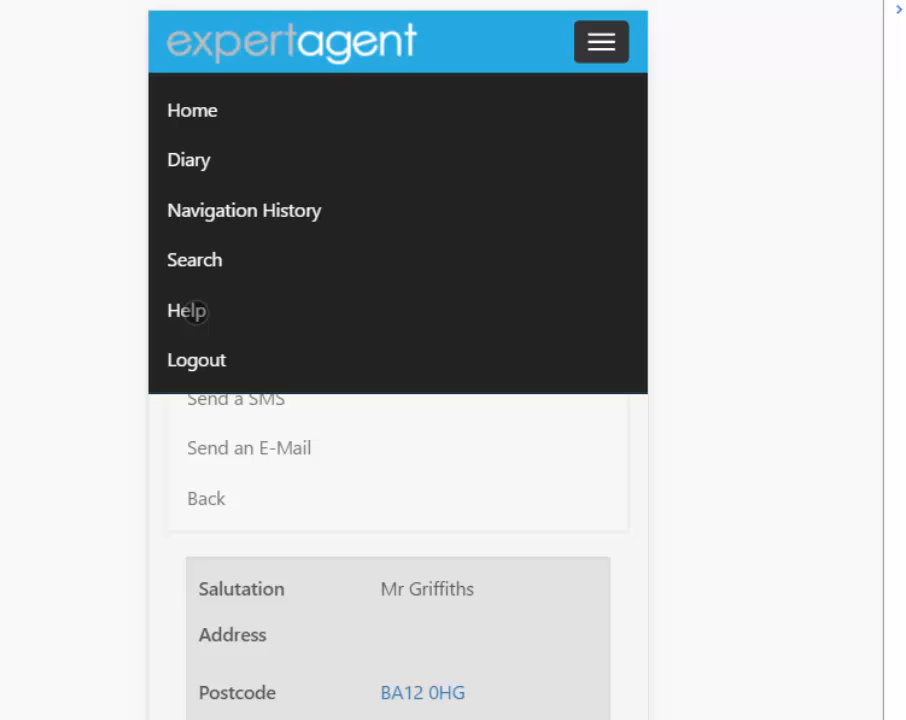 expertagent
Home
Diary
Navigation History
Search
Help
Logout
Send a SMS
Send an E-Mail
Back
Salutation Mr Griffiths
Address
Postcode BA12 0HG